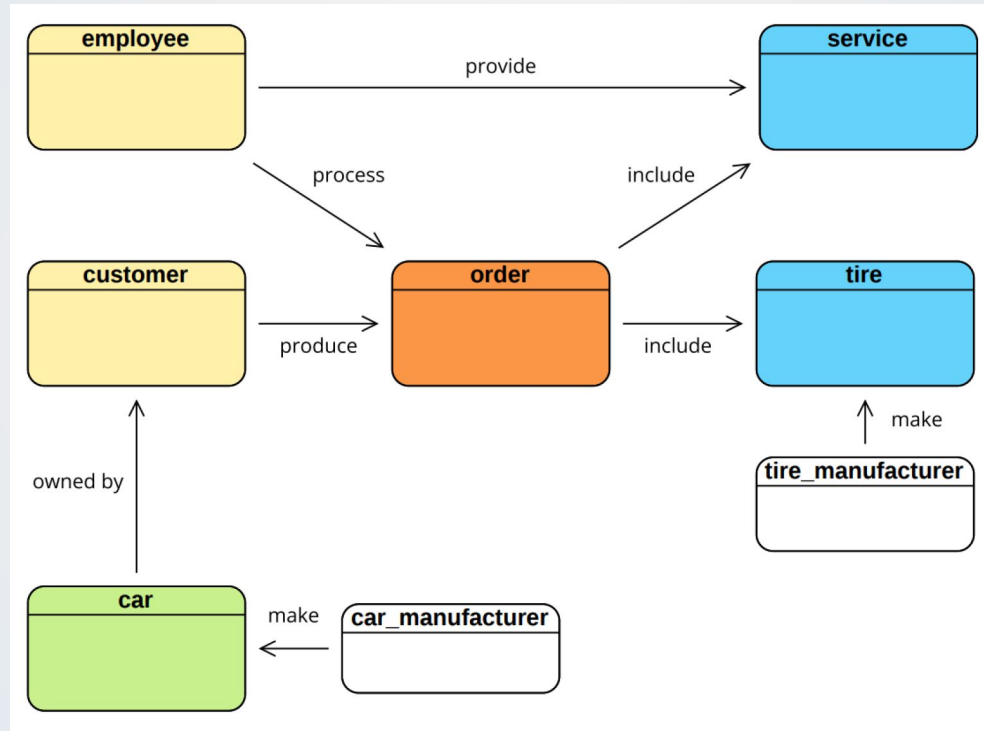 employee
service
provide
process
include
customer
order
tire
produce
include
make
owned by
tire_manufacturer
car
make
car_manufacturer